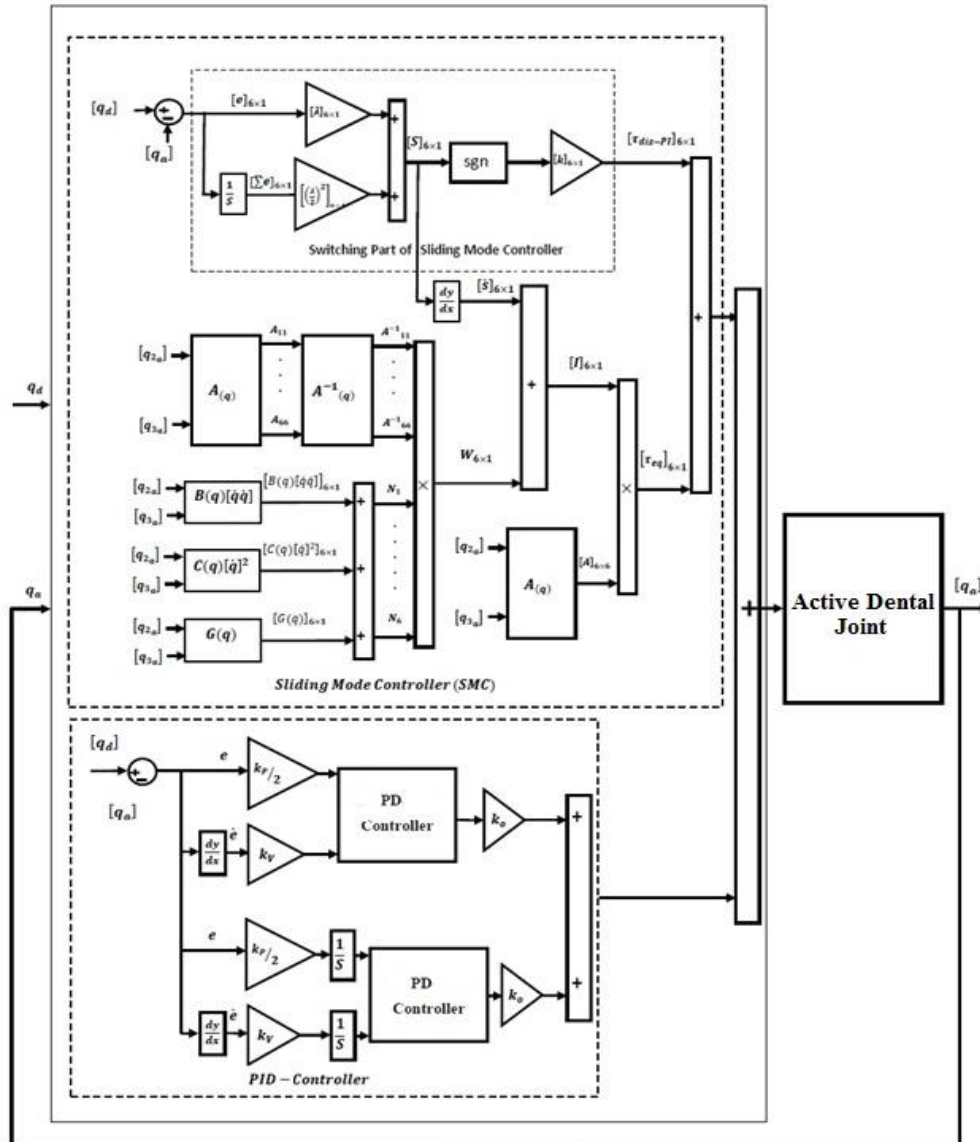 [q_d]
[q_a]
[e]_{6×1}
[λ]_{6×1}
+
−
1/S
[∑e]_{6×1}
+
+
[S]_{6×1}
sgn
[k]_{6×1}
[τ_{dis−PI}]_{6×1}
Switching Part of Sliding Mode Controller
dy/dx
[ṡ]_{6×1}
[q_{2a}]
[q_{3a}]
A_{(q)}
A_{11}
A_{66}
A^{-1}_{(q)}
A^{-1}_{11}
A^{-1}_{66}
×
W_{6×1}
+
[I]_{6×1}
×
[τ_{eq}]_{6×1}
+
q_d
q_a
[q_{2a}]
[q_{3a}]
B(q)[q̇q̇]
[B(q)[q̇q̇]]_{6×1}
[q_{2a}]
[q_{3a}]
C(q)[q̇]^2
[C(q)[q̇]^2]_{6×1}
[q_{2a}]
[q_{3a}]
G(q)
[G(q)]_{6×1}
+
+
+
N_1
N_6
[q_{2a}]
[q_{3a}]
A_{(q)}
[A]_{6×6}
Sliding Mode Controller (SMC)
+
Active Dental
Joint
[q_a]
[q_d]
[q_a]
+
−
e
k_P/2
dy/dx
ė
k_V
PD
Controller
k_o
+
e
k_P/2
1/S
dy/dx
ė
k_V
1/S
PD
Controller
k_o
+
PID − Controller